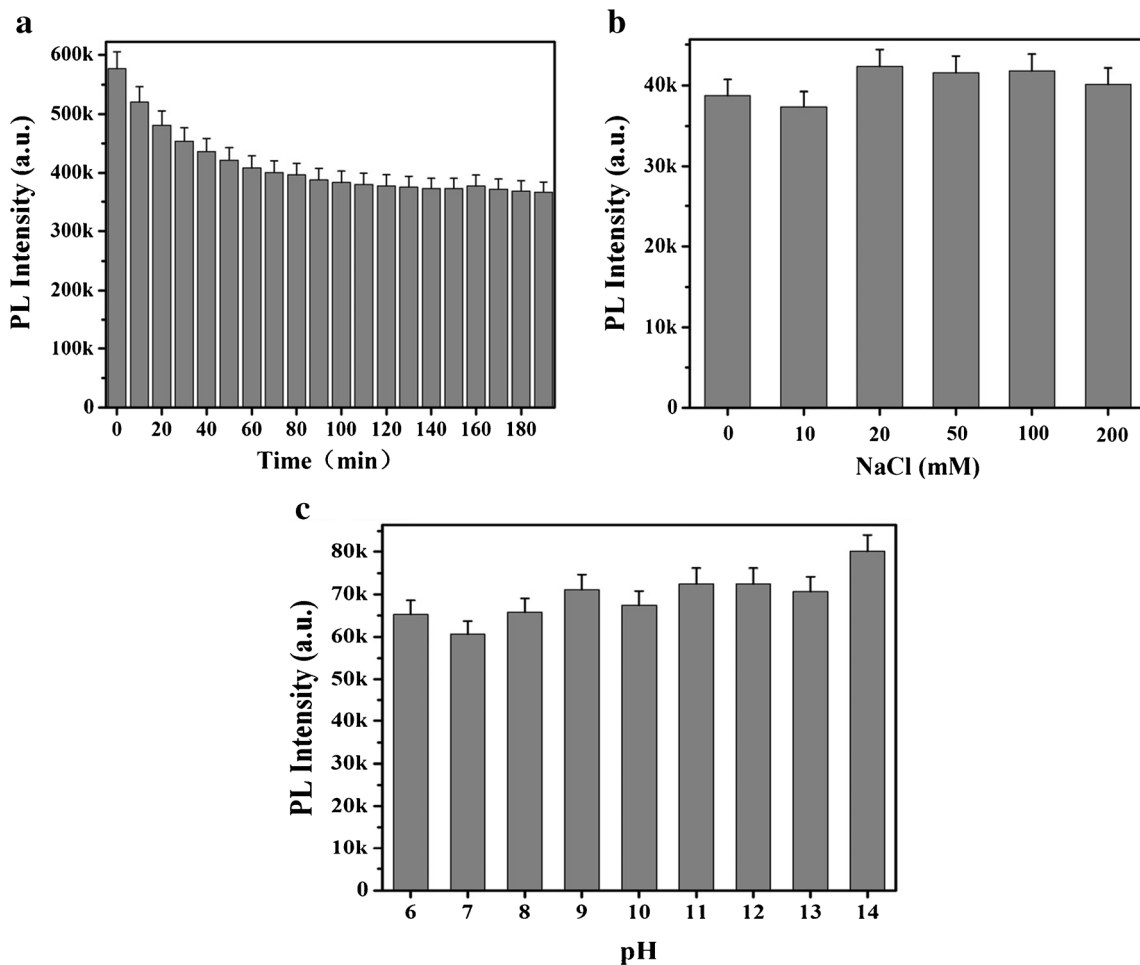 a
600k
500k
400k
300k
200k
100k
0
PL Intensity (a.u.)
0 20 40 60 80 100 120 140 160 180
Time (min)
b
40k
30k
20k
10k
0
PL Intensity (a.u.)
0 10 20 50 100 200
NaCl (mM)
c
80k
70k
60k
50k
40k
30k
20k
10k
0
PL Intensity (a.u.)
6 7 8 9 10 11 12 13 14
pH